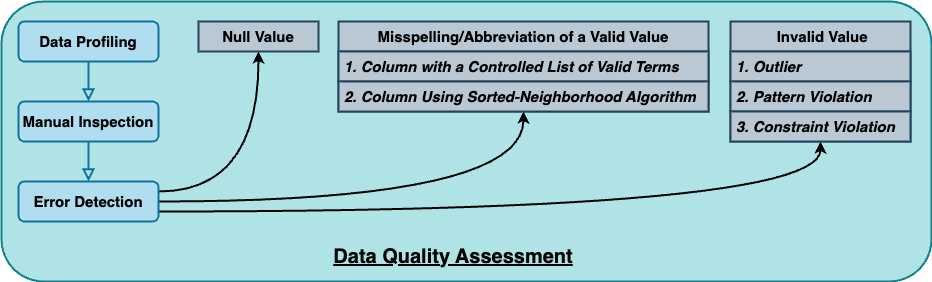 Data Profiling
Manual Inspection
Error Detection
Null Value
Misspelling/Abbreviation of a Valid Value
1. Column with a Controlled List of Valid Terms
2. Column Using Sorted-Neighborhood Algorithm
Invalid Value
1. Outlier
2. Pattern Violation
3. Constraint Violation
Data Quality Assessment